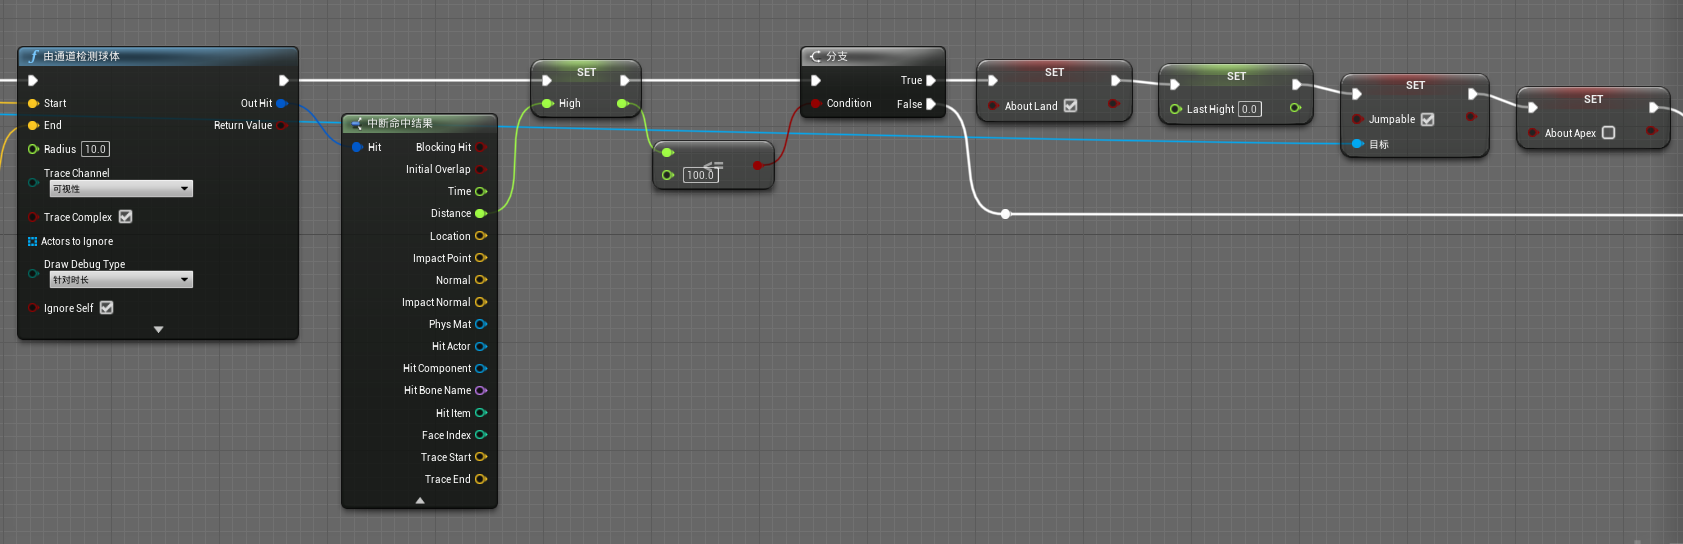 由通道检测球体
Start
End
Radius 10.0
Trace Channel
可视性
Trace Complex
Actors to Ignore
Draw Debug Type
针对时长
Ignore Self
Out Hit
Return Value
中断命中结果
Hit
Blocking Hit
Initial Overlap
Time
Distance
Location
Impact Point
Normal
Impact Normal
Phys Mat
Hit Actor
Hit Component
Hit Bone Name
Hit Item
Face Index
Trace Start
Trace End
SET
High
<=
100.0
分支
Condition
True
False
SET
About Land
SET
Last Hight 0.0
SET
Jumpable
目标
SET
About Apex